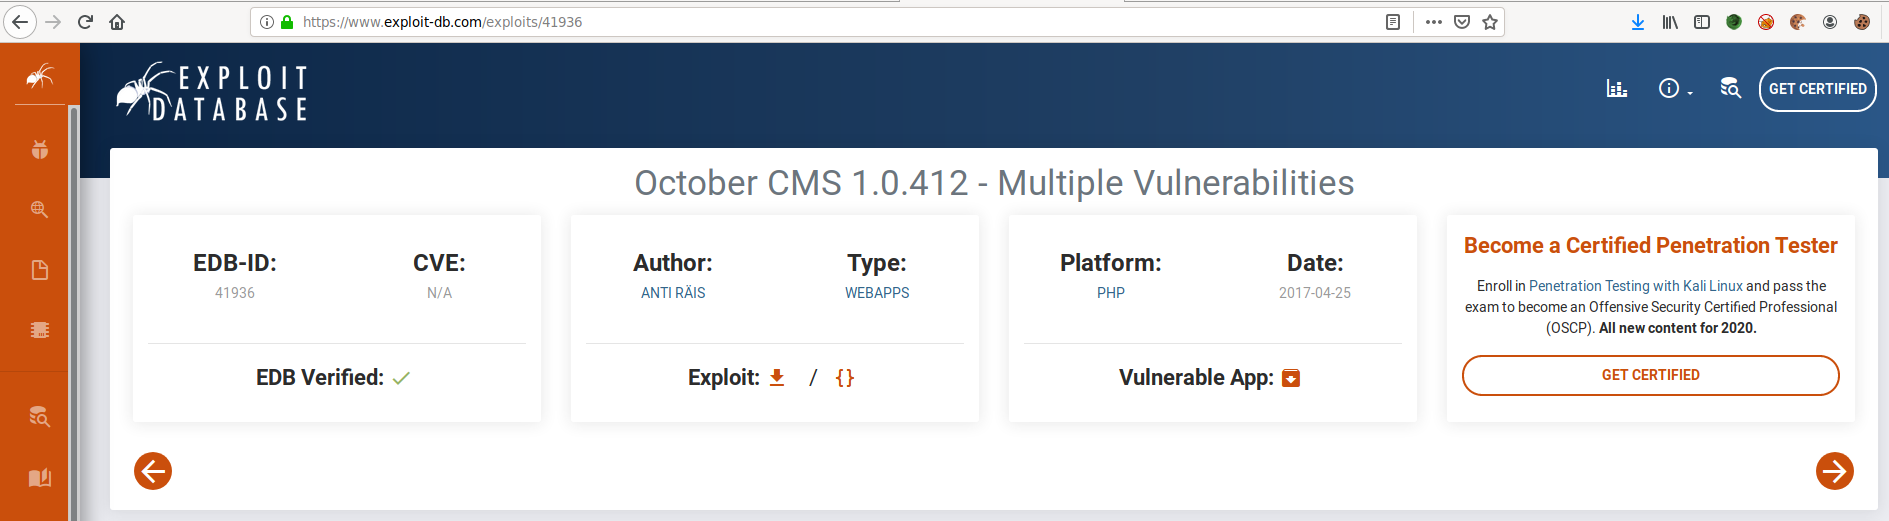 https://www.exploit-db.com/exploits/41936
EXPLOIT
DATABASE
GET CERTIFIED
October CMS 1.0.412 - Multiple Vulnerabilities
EDB-ID:
41936
CVE:
N/A
EDB Verified:
Author:
ANTI RÄIS
Type:
WEBAPPS
Exploit: / {}
Platform:
PHP
Date:
2017-04-25
Vulnerable App:
Become a Certified Penetration Tester
Enroll in Penetration Testing with Kali Linux and pass the
exam to become an Offensive Security Certified Professional
(OSCP). All new content for 2020.
GET CERTIFIED